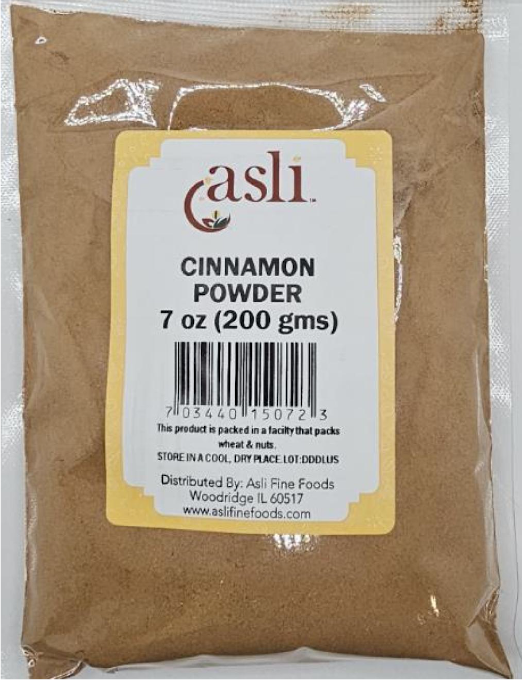 asli
CINNAMON
POWDER
7 oz (200 gms)
7 03440 15072 3
This product is packed in a facilty that packs
wheat & nuts.
STORE IN A COOL, DRY PLACE.LOT:DDDLUS
Distributed By: Asli Fine Foods
Woodridge IL 60517
www.aslifinefoods.com